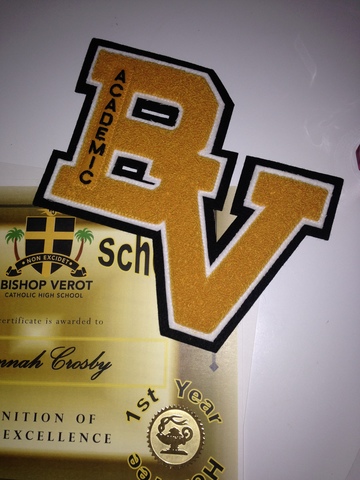 ACADEMIC
BV
sch
NON EXCIDET
BISHOP VEROT
CATHOLIC HIGH SCHOOL
certificate is awarded to
nnah Crosby
NITION OF
EXCELLENCE
1st Year